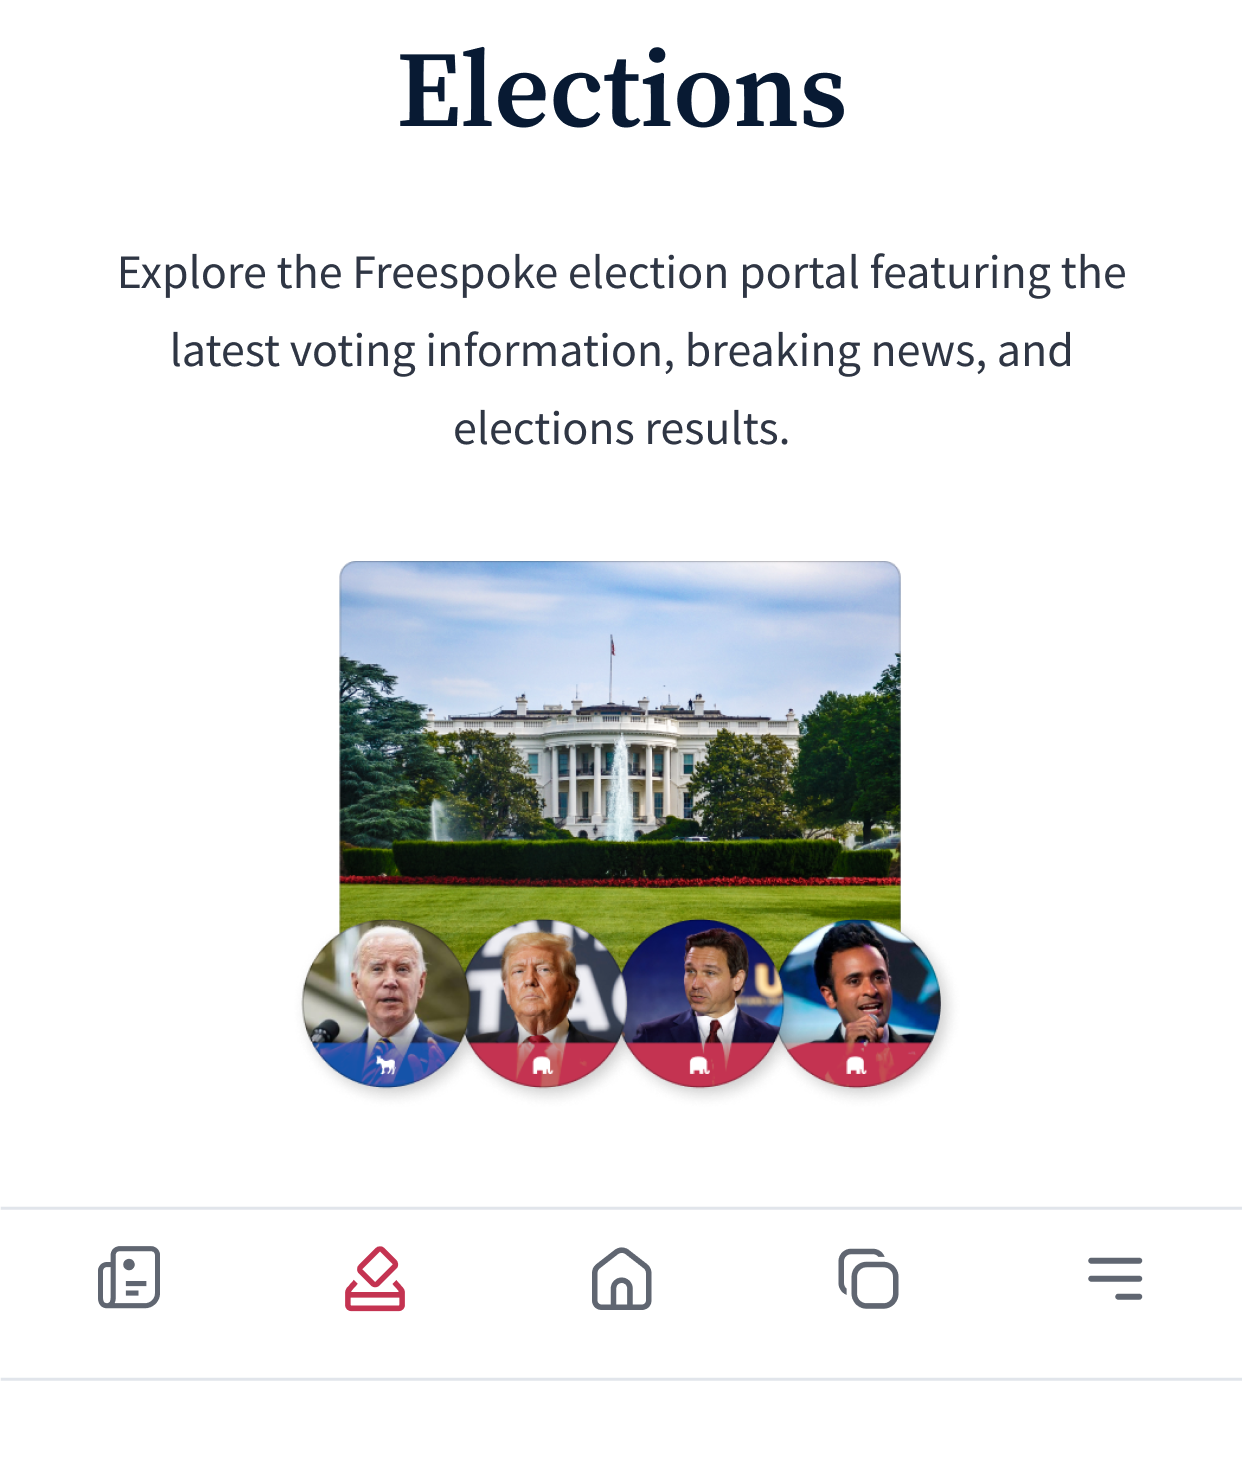 Elections
Explore the Freespoke election portal featuring the
latest voting information, breaking news, and
elections results.